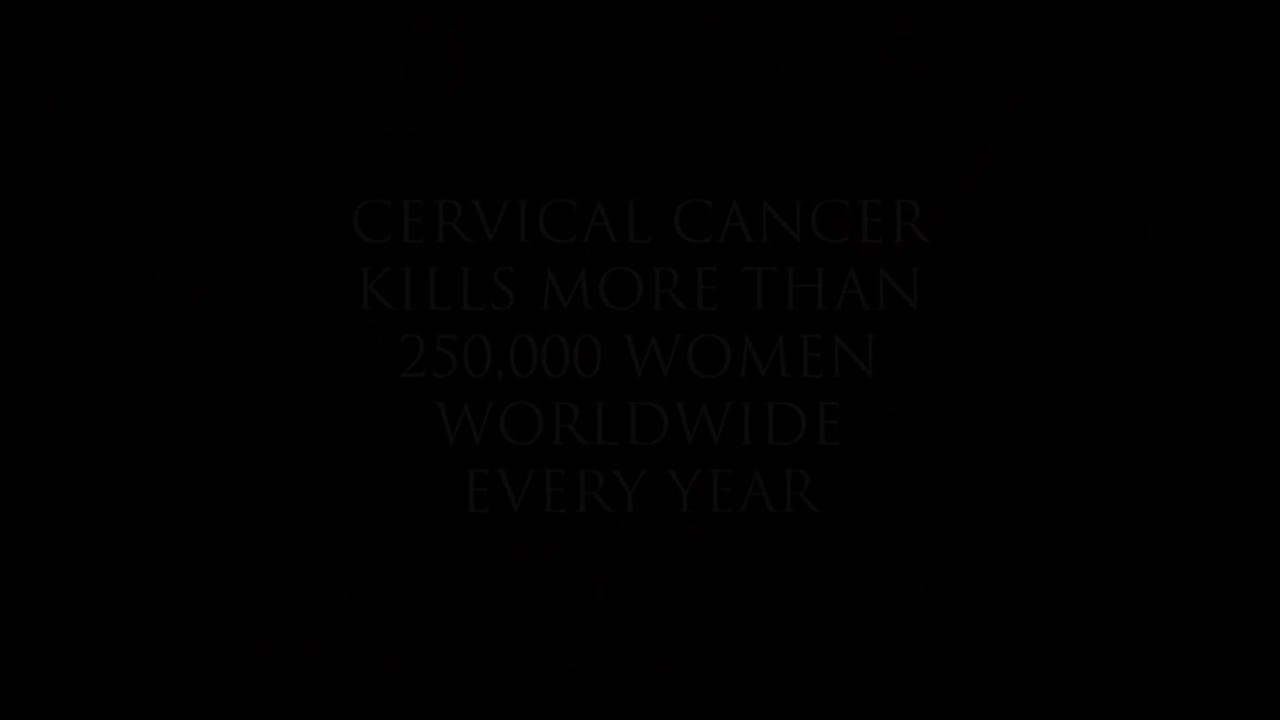 CERVICAL CANCER
KILLS MORE THAN
250,000 WOMEN
WORLDWIDE
EVERY YEAR